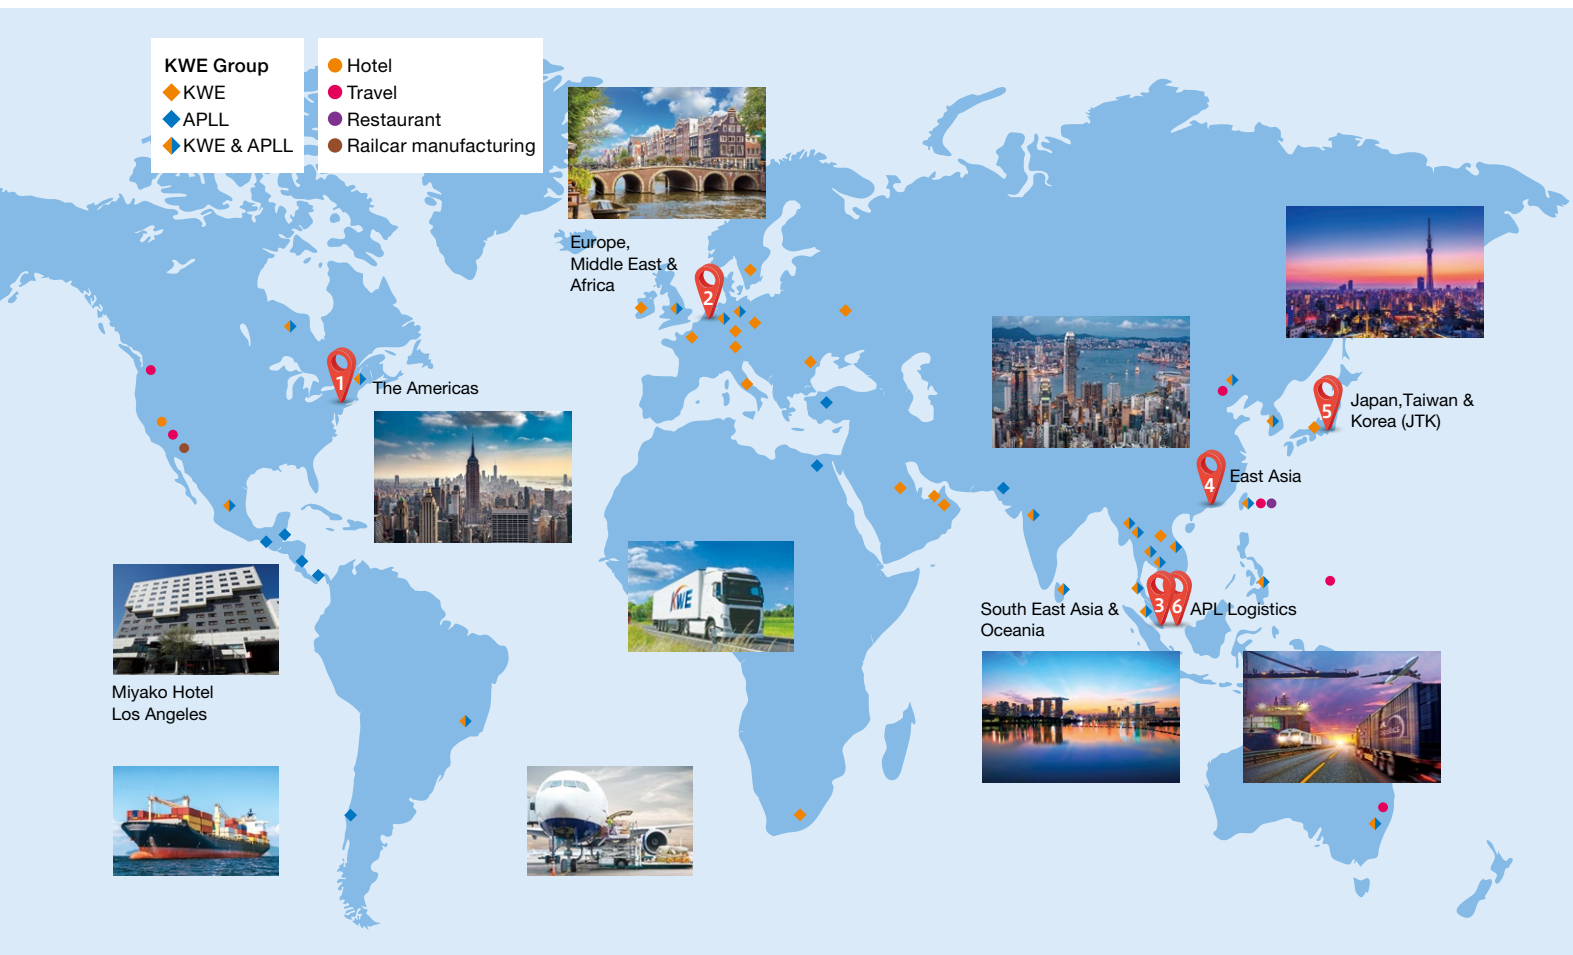 KWE Group
KWE
APLL
KWE & APLL
Hotel
Travel
Restaurant
Railcar manufacturing
Europe,
Middle East &
Africa
2
1
The Americas
5
Japan,Taiwan &
Korea (JTK)
4
East Asia
KWE
South East Asia &
Oceania
3
6
APL Logistics
Miyako Hotel
Los Angeles